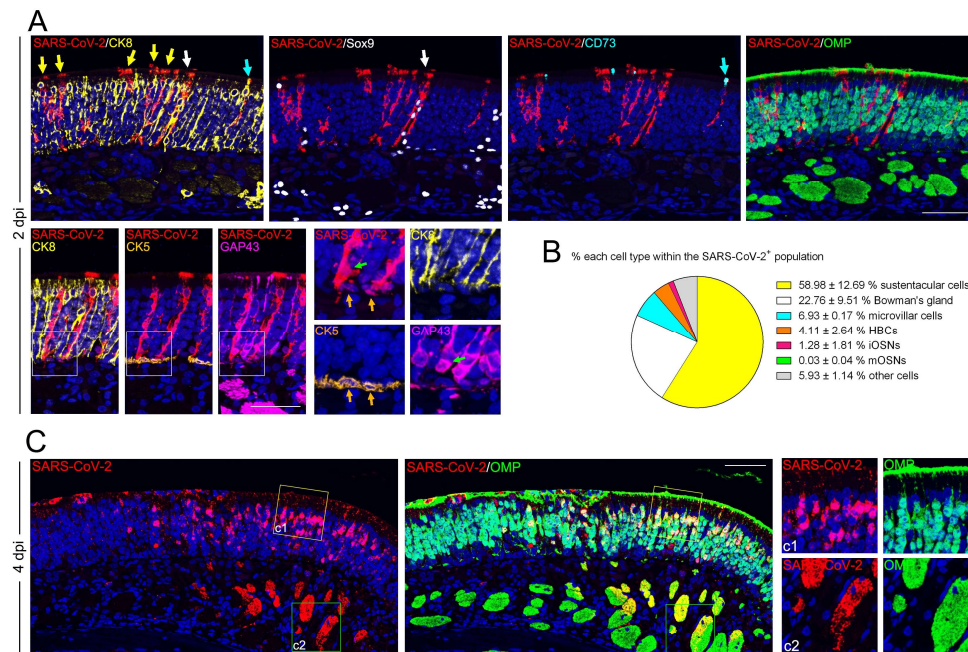 A
2 dpi
SARS-CoV-2/CK8
SARS-CoV-2/Sox9
SARS-CoV-2/CD73
SARS-CoV-2/OMP
SARS-CoV-2
CK8
SARS-CoV-2
CK5
SARS-CoV-2
GAP43
SARS-CoV-2
CK8
CK5
GAP43
B
% each cell type within the SARS-CoV-2⁺ population
58.98 ± 12.69 % sustentacular cells
22.76 ± 9.51 % Bowman's gland
6.93 ± 0.17 % microvillar cells
4.11 ± 2.64 % HBCs
1.28 ± 1.81 % iOSNs
0.03 ± 0.04 % mOSNs
5.93 ± 1.14 % other cells
C
4 dpi
SARS-CoV-2
c1
c2
SARS-CoV-2/OMP
SARS-CoV-2
c1
OMP
SARS-CoV-2
c2
OM